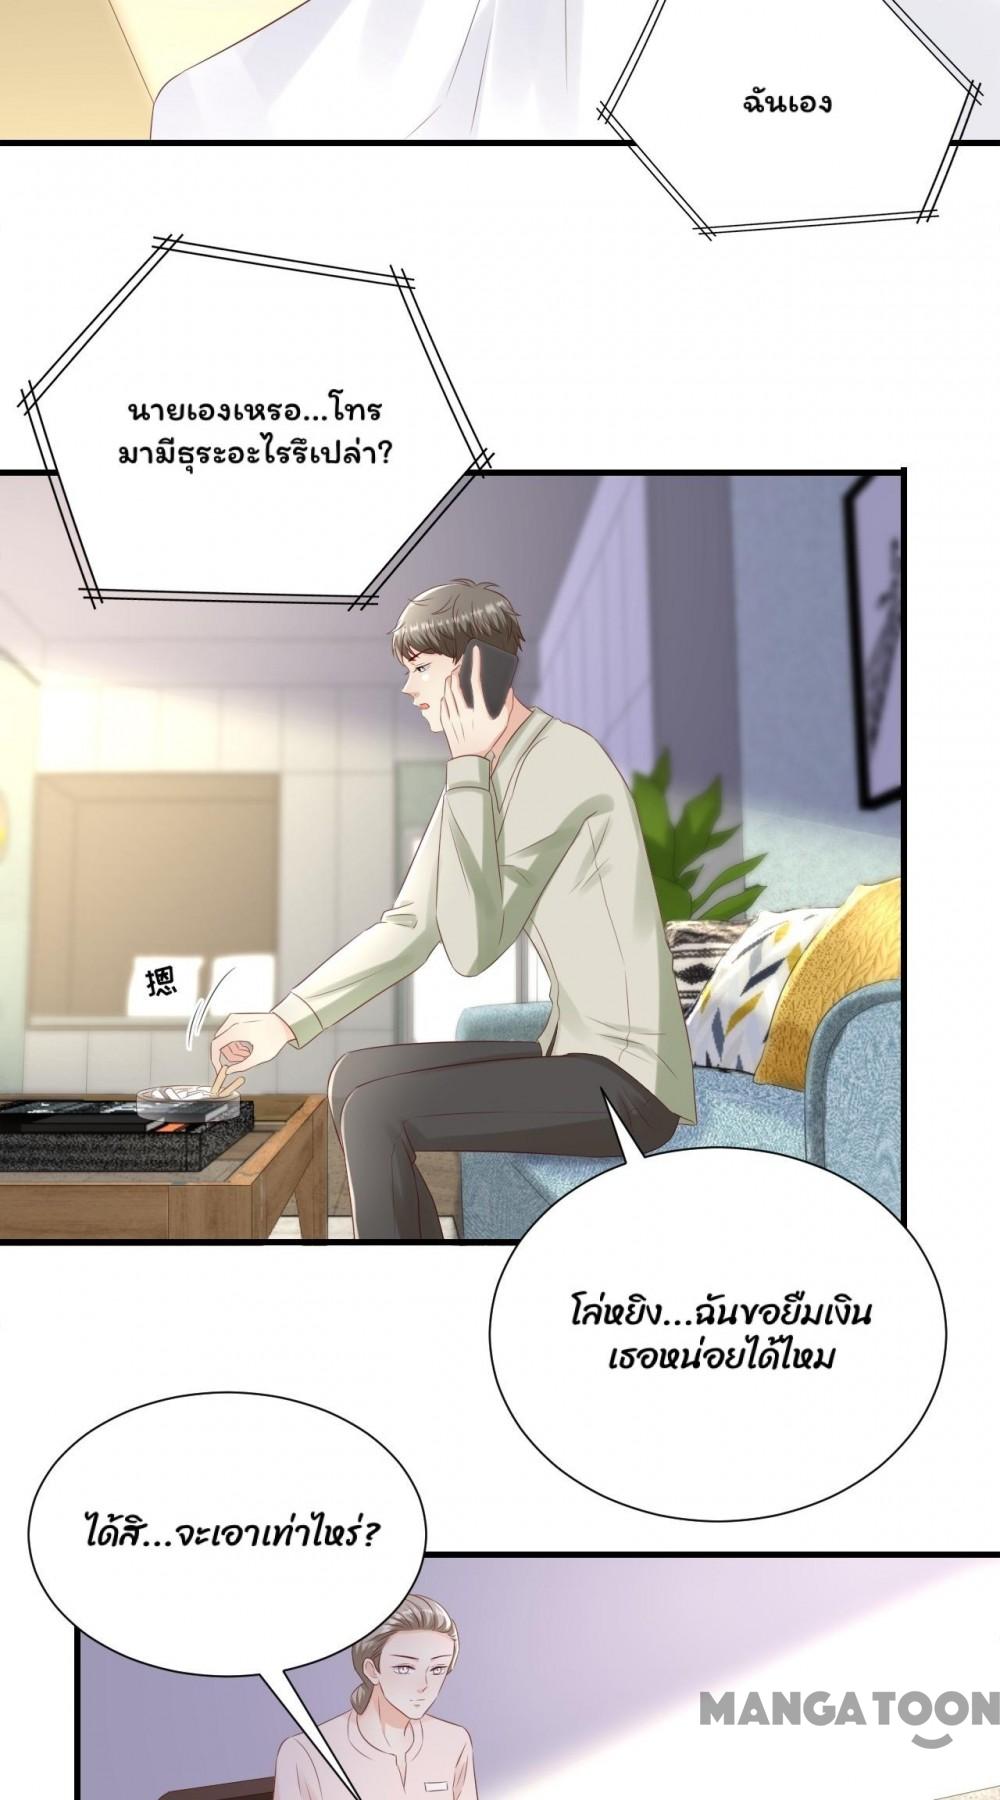 ฉันเอง
นายเองเหรอ...โทร
มามีธุระอะไรรึเปล่า?
摁
โล่หยิง...ฉันขอยืมเงิน
เธอหน่อยได้ไหม
ได้สิ...จะเอาเท่าไหร่?
MANGATOON